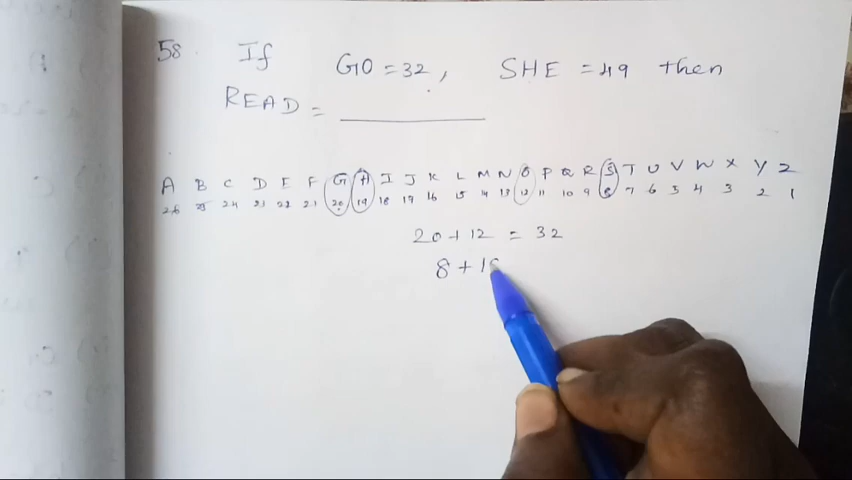 58. If
GO = 32, SHE = 49 then
READ = ________
A B C D E F G H I J K L M N O P Q R S T U V W X Y Z
26 25 24 23 22 21 20 19 18 17 16 15 14 13 12 11 10 9 8 7 6 5 4 3 2 1
20 + 12 = 32
8 + 19